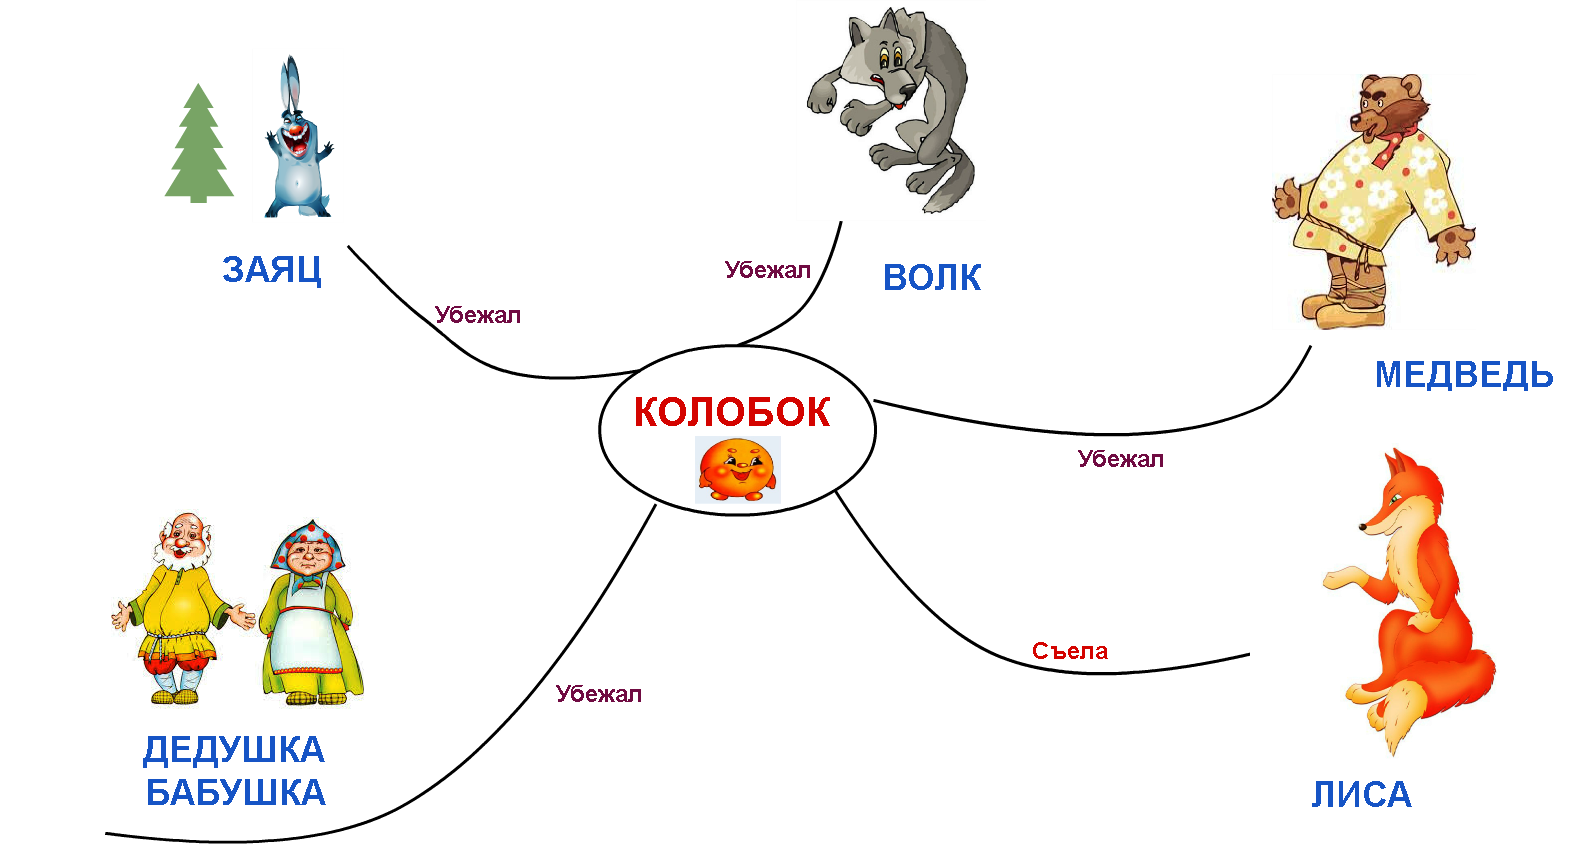 ЗАЯЦ
Убежал
Убежал
ВОЛК
МЕДВЕДЬ
Убежал
КОЛОБОК
Съела
ЛИСА
Убежал
ДЕДУШКА
БАБУШКА